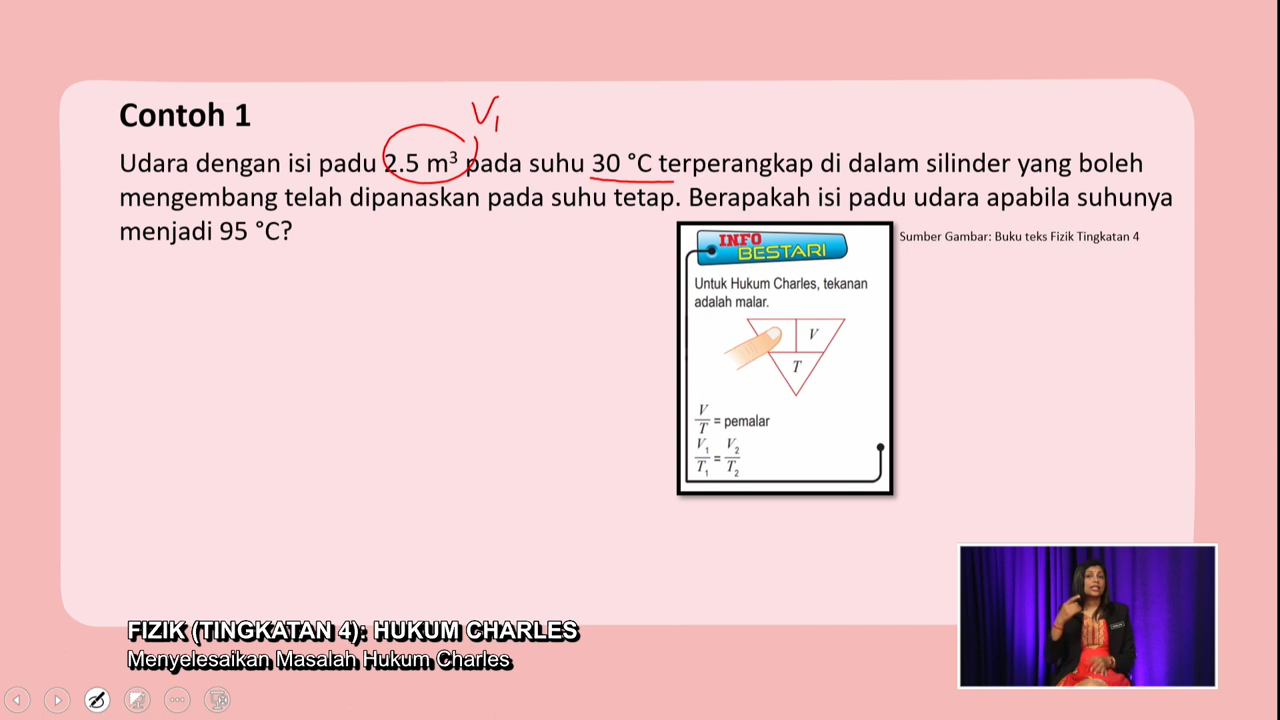 Contoh 1
V₁
Udara dengan isi padu 2.5 m³ pada suhu 30 °C terperangkap di dalam silinder yang boleh
mengembang telah dipanaskan pada suhu tetap. Berapakah isi padu udara apabila suhunya
menjadi 95 °C?
Sumber Gambar: Buku teks Fizik Tingkatan 4
INFO
BESTARI
Untuk Hukum Charles, tekanan
adalah malar.
V
T
V/T = pemalar
V₁/T₁ = V₂/T₂
FIZIK (TINGKATAN 4): HUKUM CHARLES
Menyelesaikan Masalah Hukum Charles